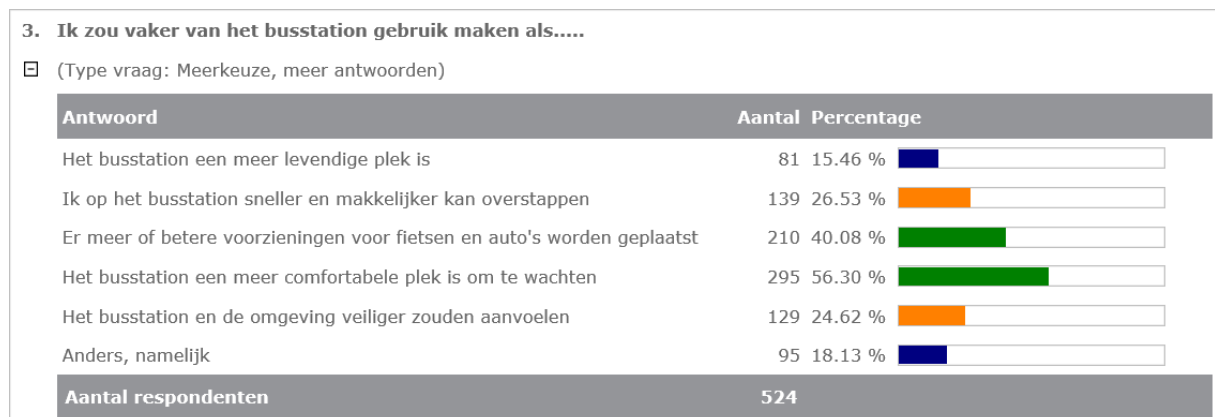 3. Ik zou vaker van het busstation gebruik maken als.....
(Type vraag: Meerkeuze, meer antwoorden)
Antwoord Aantal Percentage
Het busstation een meer levendige plek is 81 15.46 %
Ik op het busstation sneller en makkelijker kan overstappen 139 26.53 %
Er meer of betere voorzieningen voor fietsen en auto's worden geplaatst 210 40.08 %
Het busstation een meer comfortabele plek is om te wachten 295 56.30 %
Het busstation en de omgeving veiliger zouden aanvoelen 129 24.62 %
Anders, namelijk 95 18.13 %
Aantal respondenten 524